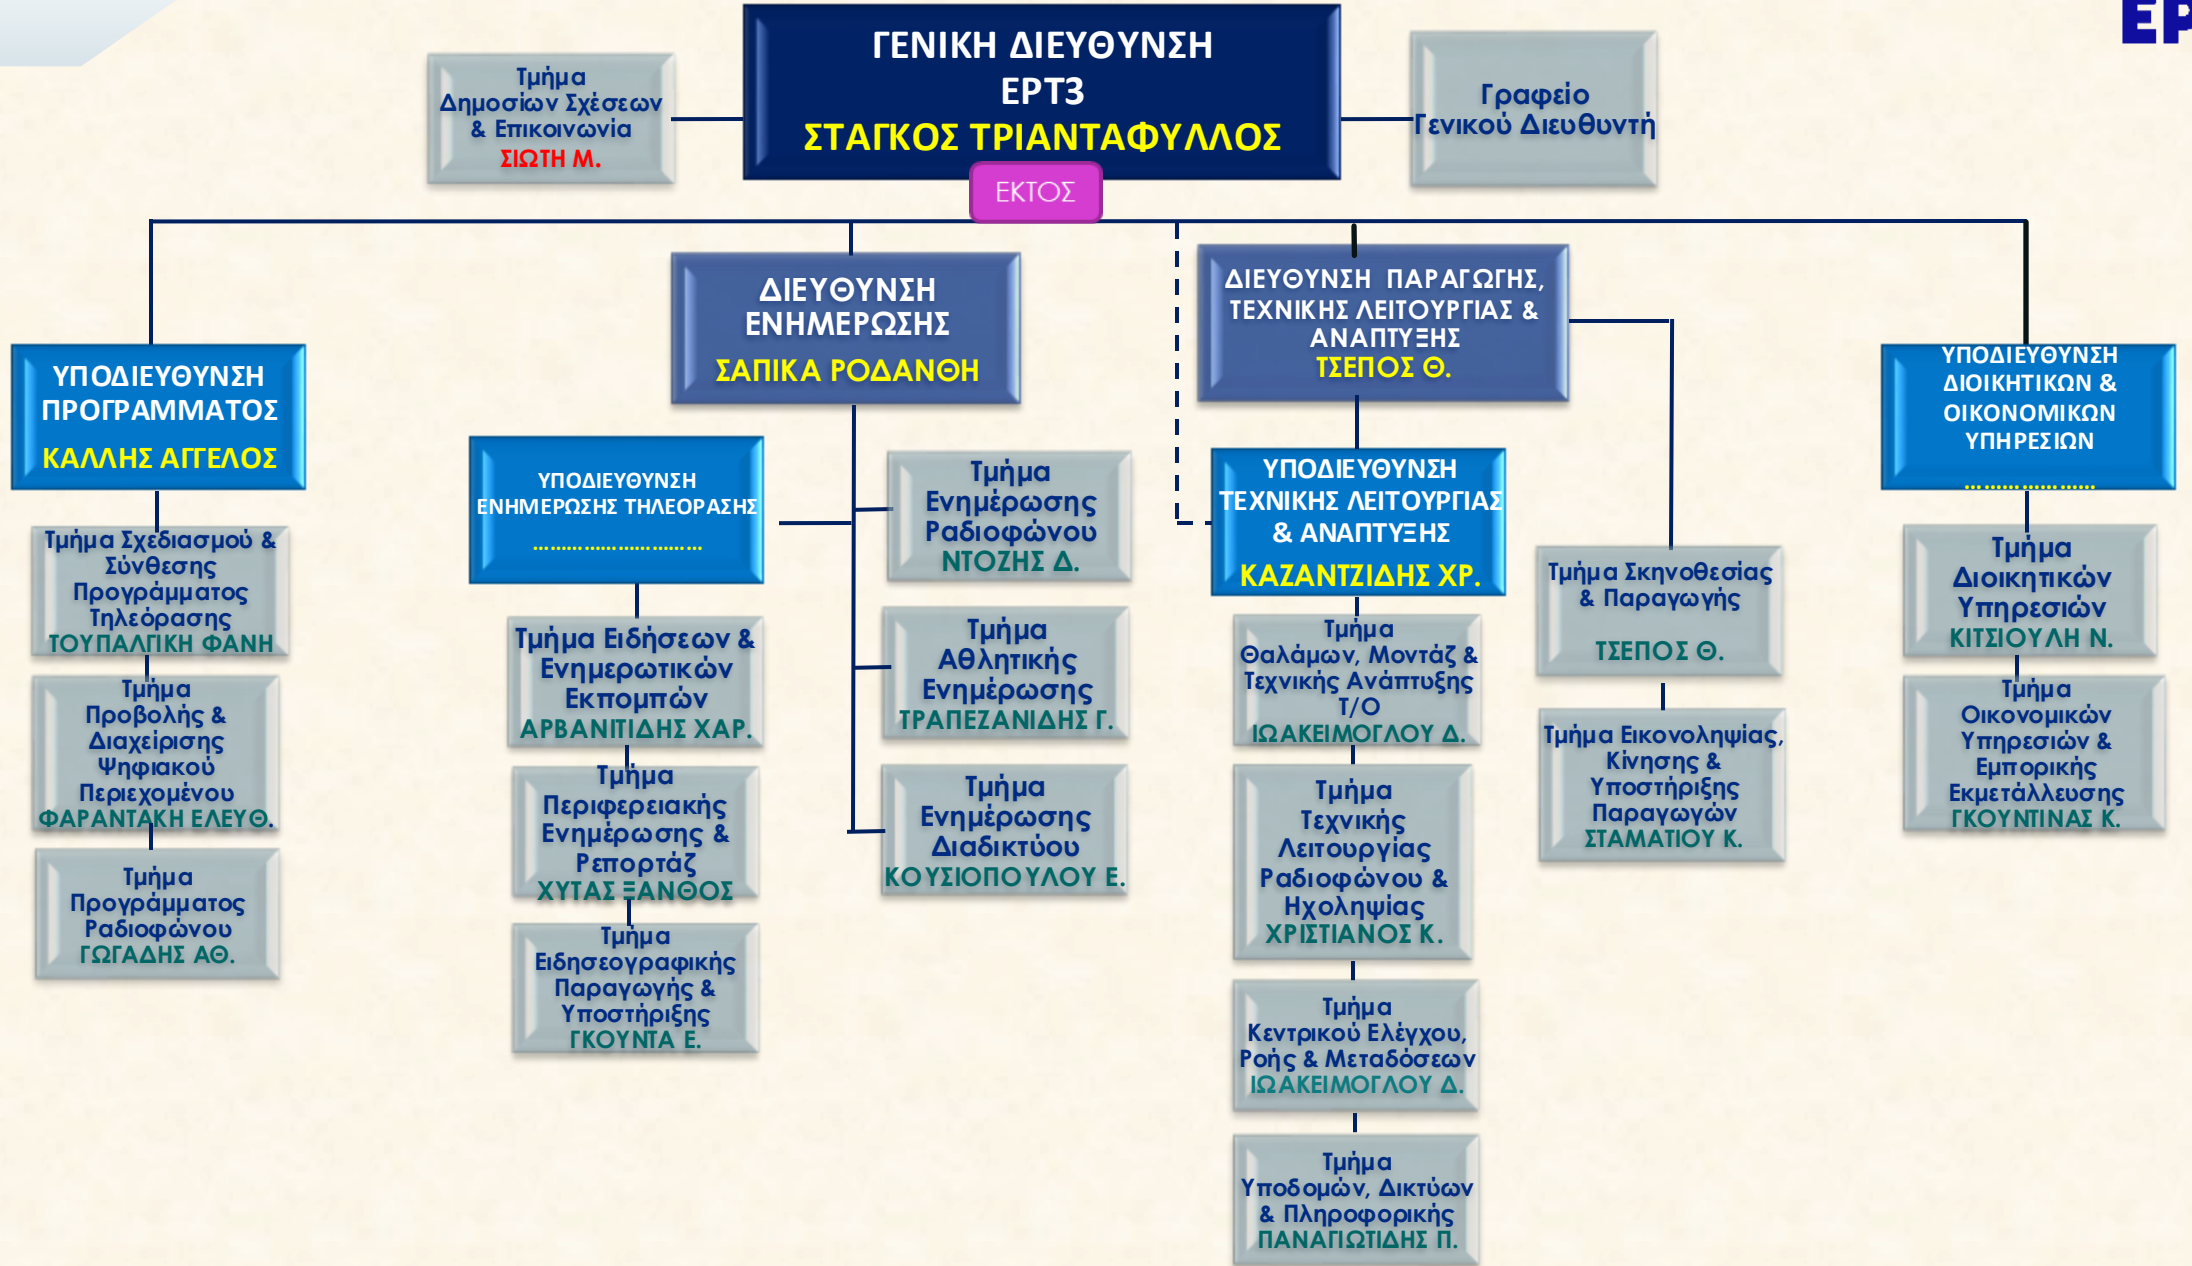 ΕΡ
ΓΕΝΙΚΗ ΔΙΕΥΘΥΝΣΗ
ΕΡΤ3
ΣΤΑΓΚΟΣ ΤΡΙΑΝΤΑΦΥΛΛΟΣ
ΕΚΤΟΣ
Τμήμα
Δημοσίων Σχέσεων
& Επικοινωνία
ΣΙΩΤΗ Μ.
Γραφείο
Γενικού Διευθυντή
ΥΠΟΔΙΕΥΘΥΝΣΗ
ΠΡΟΓΡΑΜΜΑΤΟΣ
ΚΑΛΛΗΣ ΑΓΓΕΛΟΣ
Τμήμα Σχεδιασμού &
Σύνθεσης
Προγράμματος
Τηλεόρασης
ΤΟΥΠΑΛΓΙΚΗ ΦΑΝΗ
Τμήμα
Προβολής &
Διαχείρισης
Ψηφιακού
Περιεχομένου
ΦΑΡΑΝΤΑΚΗ ΕΛΕΥΘ.
Τμήμα
Προγράμματος
Ραδιοφώνου
ΓΩΓΑΔΗΣ ΑΘ.
ΔΙΕΥΘΥΝΣΗ
ΕΝΗΜΕΡΩΣΗΣ
ΣΑΠΙΚΑ ΡΟΔΑΝΘΗ
ΥΠΟΔΙΕΥΘΥΝΣΗ
ΕΝΗΜΕΡΩΣΗΣ ΤΗΛΕΟΡΑΣΗΣ
...........................
Τμήμα Ειδήσεων &
Ενημερωτικών
Εκπομπών
ΑΡΒΑΝΙΤΙΔΗΣ ΧΑΡ.
Τμήμα
Περιφερειακής
Ενημέρωσης &
Ρεπορτάζ
ΧΥΤΑΣ ΞΑΝΘΟΣ
Τμήμα
Ειδησεογραφικής
Παραγωγής &
Υποστήριξης
ΓΚΟΥΝΤΑ Ε.
Τμήμα
Ενημέρωσης
Ραδιοφώνου
ΝΤΟΖΗΣ Δ.
Τμήμα
Αθλητικής
Ενημέρωσης
ΤΡΑΠΕΖΑΝΙΔΗΣ Γ.
Τμήμα
Ενημέρωσης
Διαδικτύου
ΚΟΥΣΙΟΠΟΥΛΟΥ Ε.
ΔΙΕΥΘΥΝΣΗ ΠΑΡΑΓΩΓΗΣ,
ΤΕΧΝΙΚΗΣ ΛΕΙΤΟΥΡΓΙΑΣ &
ΑΝΑΠΤΥΞΗΣ
ΤΣΕΠΟΣ Θ.
ΥΠΟΔΙΕΥΘΥΝΣΗ
ΤΕΧΝΙΚΗΣ ΛΕΙΤΟΥΡΓΙΑΣ
& ΑΝΑΠΤΥΞΗΣ
ΚΑΖΑΝΤΖΙΔΗΣ ΧΡ.
Τμήμα
Θαλάμων, Μοντάζ &
Τεχνικής Ανάπτυξης
Τ/Ο
ΙΩΑΚΕΙΜΟΓΛΟΥ Δ.
Τμήμα
Τεχνικής
Λειτουργίας
Ραδιοφώνου &
Ηχοληψίας
ΧΡΙΣΤΙΑΝΟΣ Κ.
Τμήμα
Κεντρικού Ελέγχου,
Ροής & Μεταδόσεων
ΙΩΑΚΕΙΜΟΓΛΟΥ Δ.
Τμήμα
Υποδομών, Δικτύων
& Πληροφορικής
ΠΑΝΑΓΙΩΤΙΔΗΣ Π.
Τμήμα Σκηνοθεσίας
& Παραγωγής
ΤΣΕΠΟΣ Θ.
Τμήμα Εικονοληψίας,
Κίνησης &
Υποστήριξης
Παραγωγών
ΣΤΑΜΑΤΙΟΥ Κ.
ΥΠΟΔΙΕΥΘΥΝΣΗ
ΔΙΟΙΚΗΤΙΚΩΝ &
ΟΙΚΟΝΟΜΙΚΩΝ
ΥΠΗΡΕΣΙΩΝ
.....................
Τμήμα
Διοικητικών
Υπηρεσιών
ΚΙΤΣΙΟΥΛΗ Ν.
Τμήμα
Οικονομικών
Υπηρεσιών &
Εμπορικής
Εκμετάλλευσης
ΓΚΟΥΝΤΙΝΑΣ Κ.